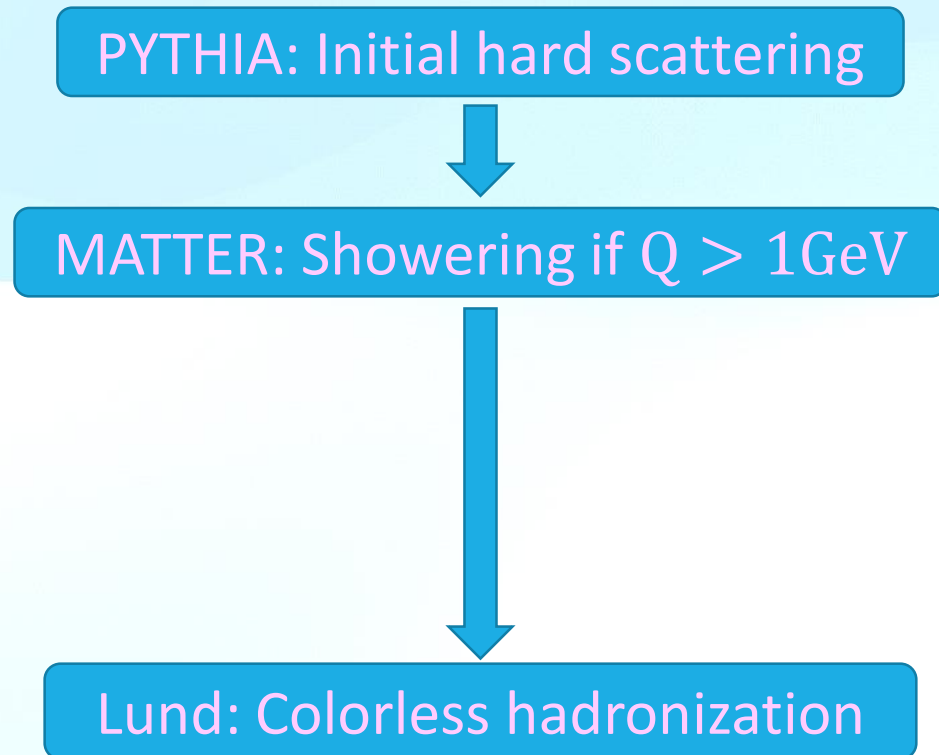 PYTHIA: Initial hard scattering
MATTER: Showering if Q > 1GeV
Lund: Colorless hadronization